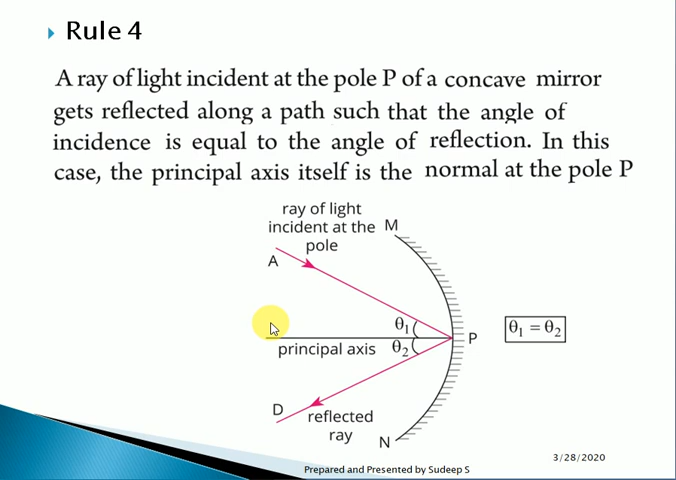 Rule 4
A ray of light incident at the pole P of a concave mirror
gets reflected along a path such that the angle of
incidence is equal to the angle of reflection. In this
case, the principal axis itself is the normal at the pole P
ray of light
incident at the
pole
M
A
θ1
P
θ1 = θ2
principal axis
θ2
D
reflected
ray
N
3/28/2020
Prepared and Presented by Sudeep S